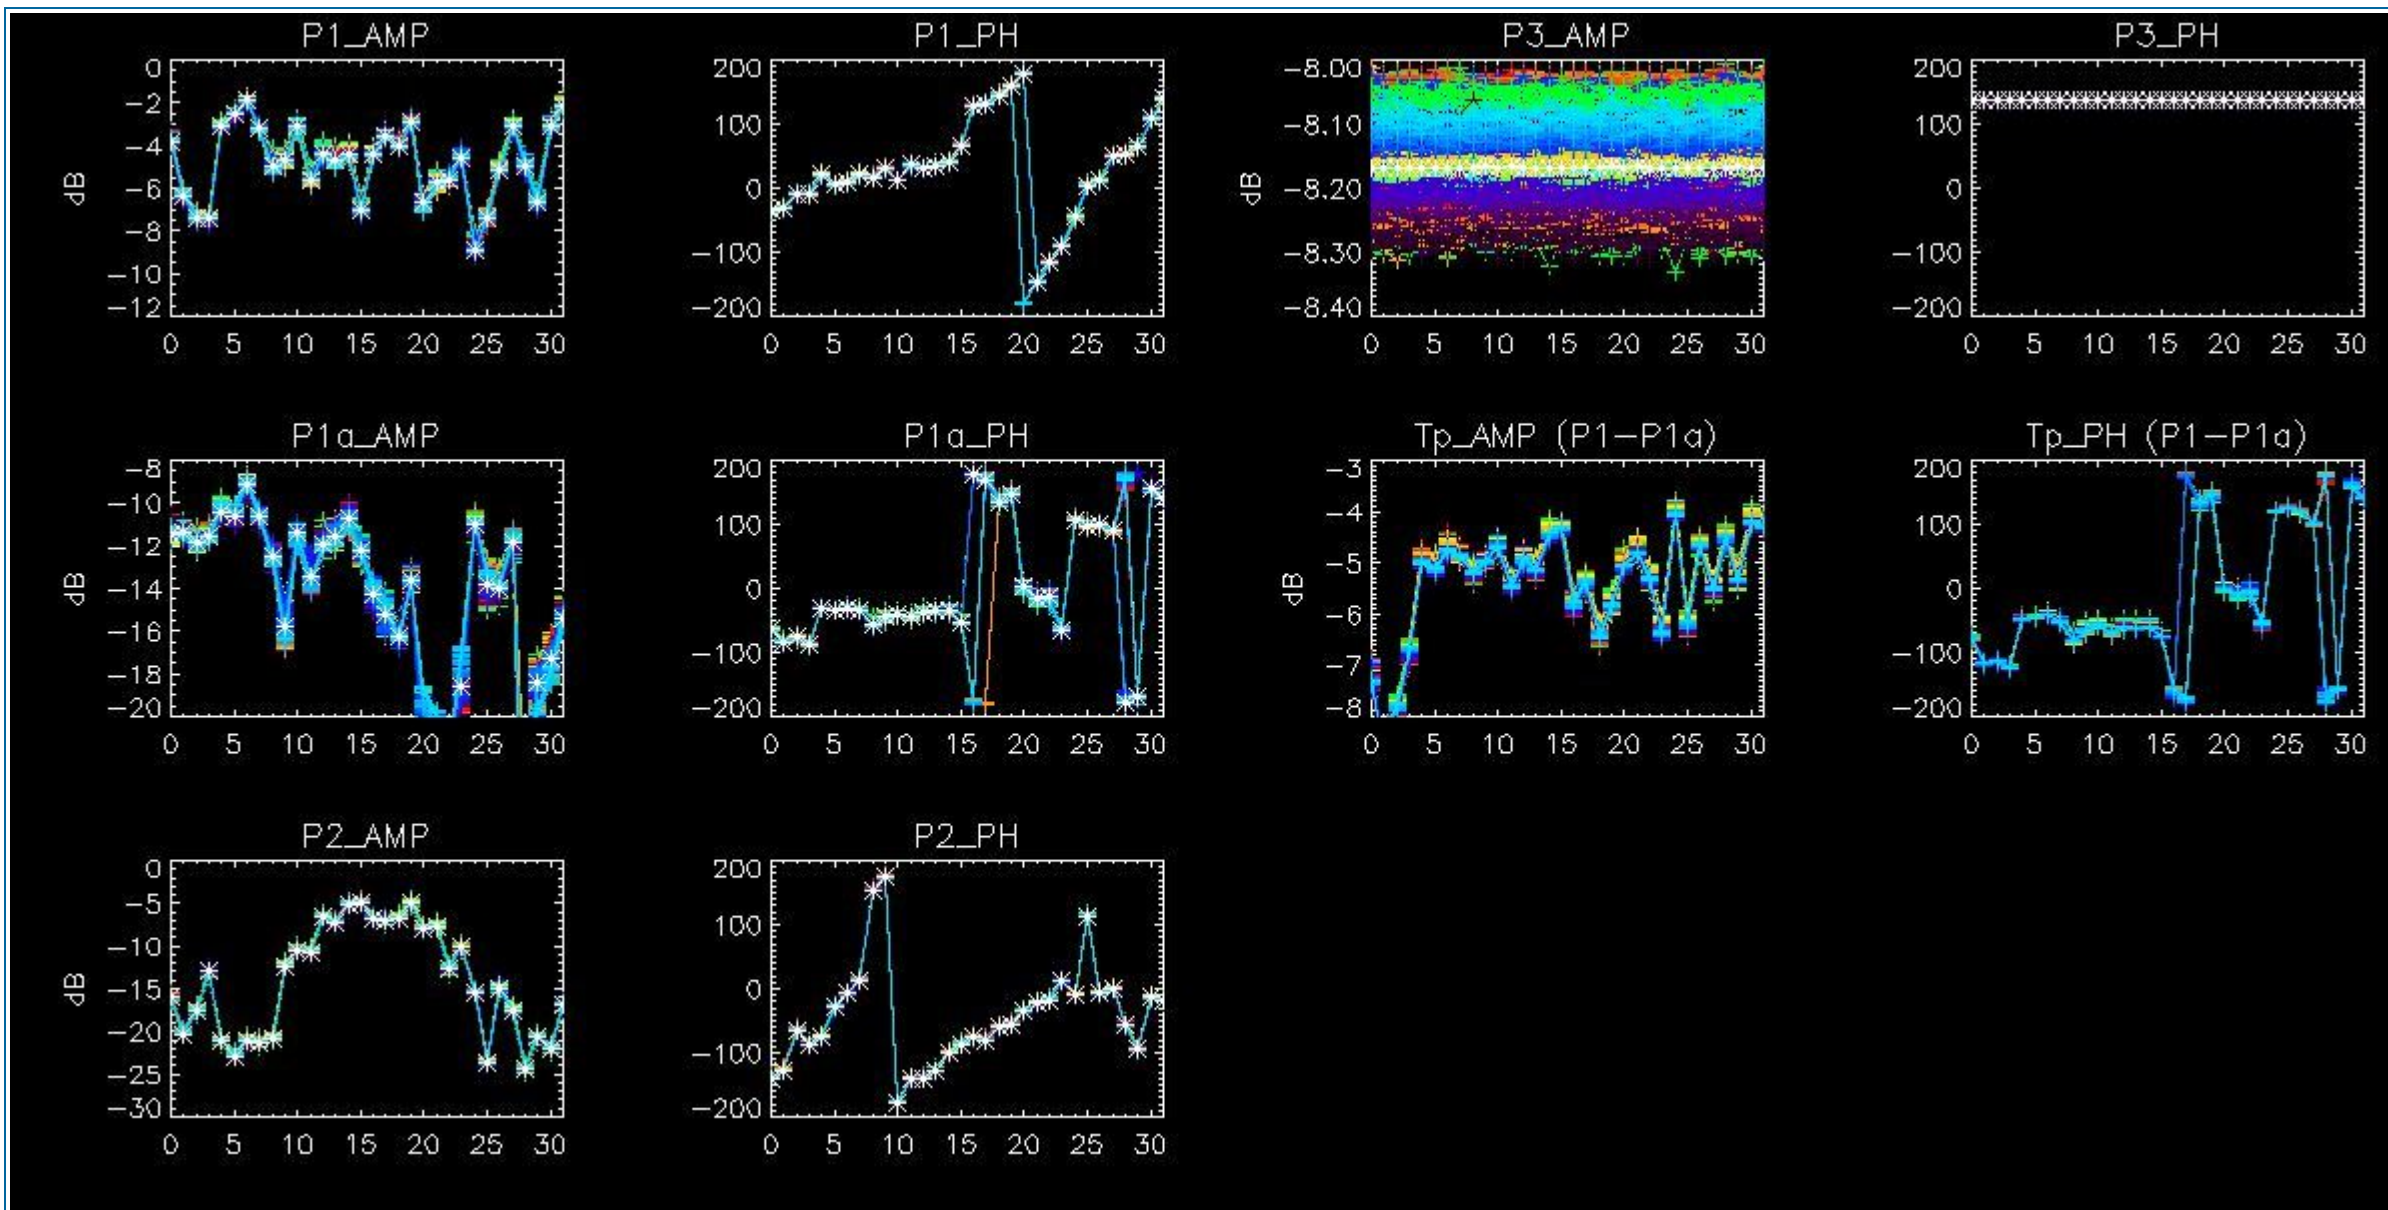 P1_AMP
0
−2
−4
−6
−8
−10
−12
dB
0 5 10 15 20 25 30
P1_PH
200
100
0
−100
−200
0 5 10 15 20 25 30
P3_AMP
−8.00
−8.10
−8.20
−8.30
−8.40
dB
0 5 10 15 20 25 30
P3_PH
200
100
0
−100
−200
0 5 10 15 20 25 30
P1a_AMP
−8
−10
−12
−14
−16
−18
−20
dB
0 5 10 15 20 25 30
P1a_PH
200
100
0
−100
−200
0 5 10 15 20 25 30
Tp_AMP (P1−P1a)
−3
−4
−5
−6
−7
−8
dB
0 5 10 15 20 25 30
Tp_PH (P1−P1a)
200
100
0
−100
−200
0 5 10 15 20 25 30
P2_AMP
0
−5
−10
−15
−20
−25
−30
dB
0 5 10 15 20 25 30
P2_PH
200
100
0
−100
−200
0 5 10 15 20 25 30